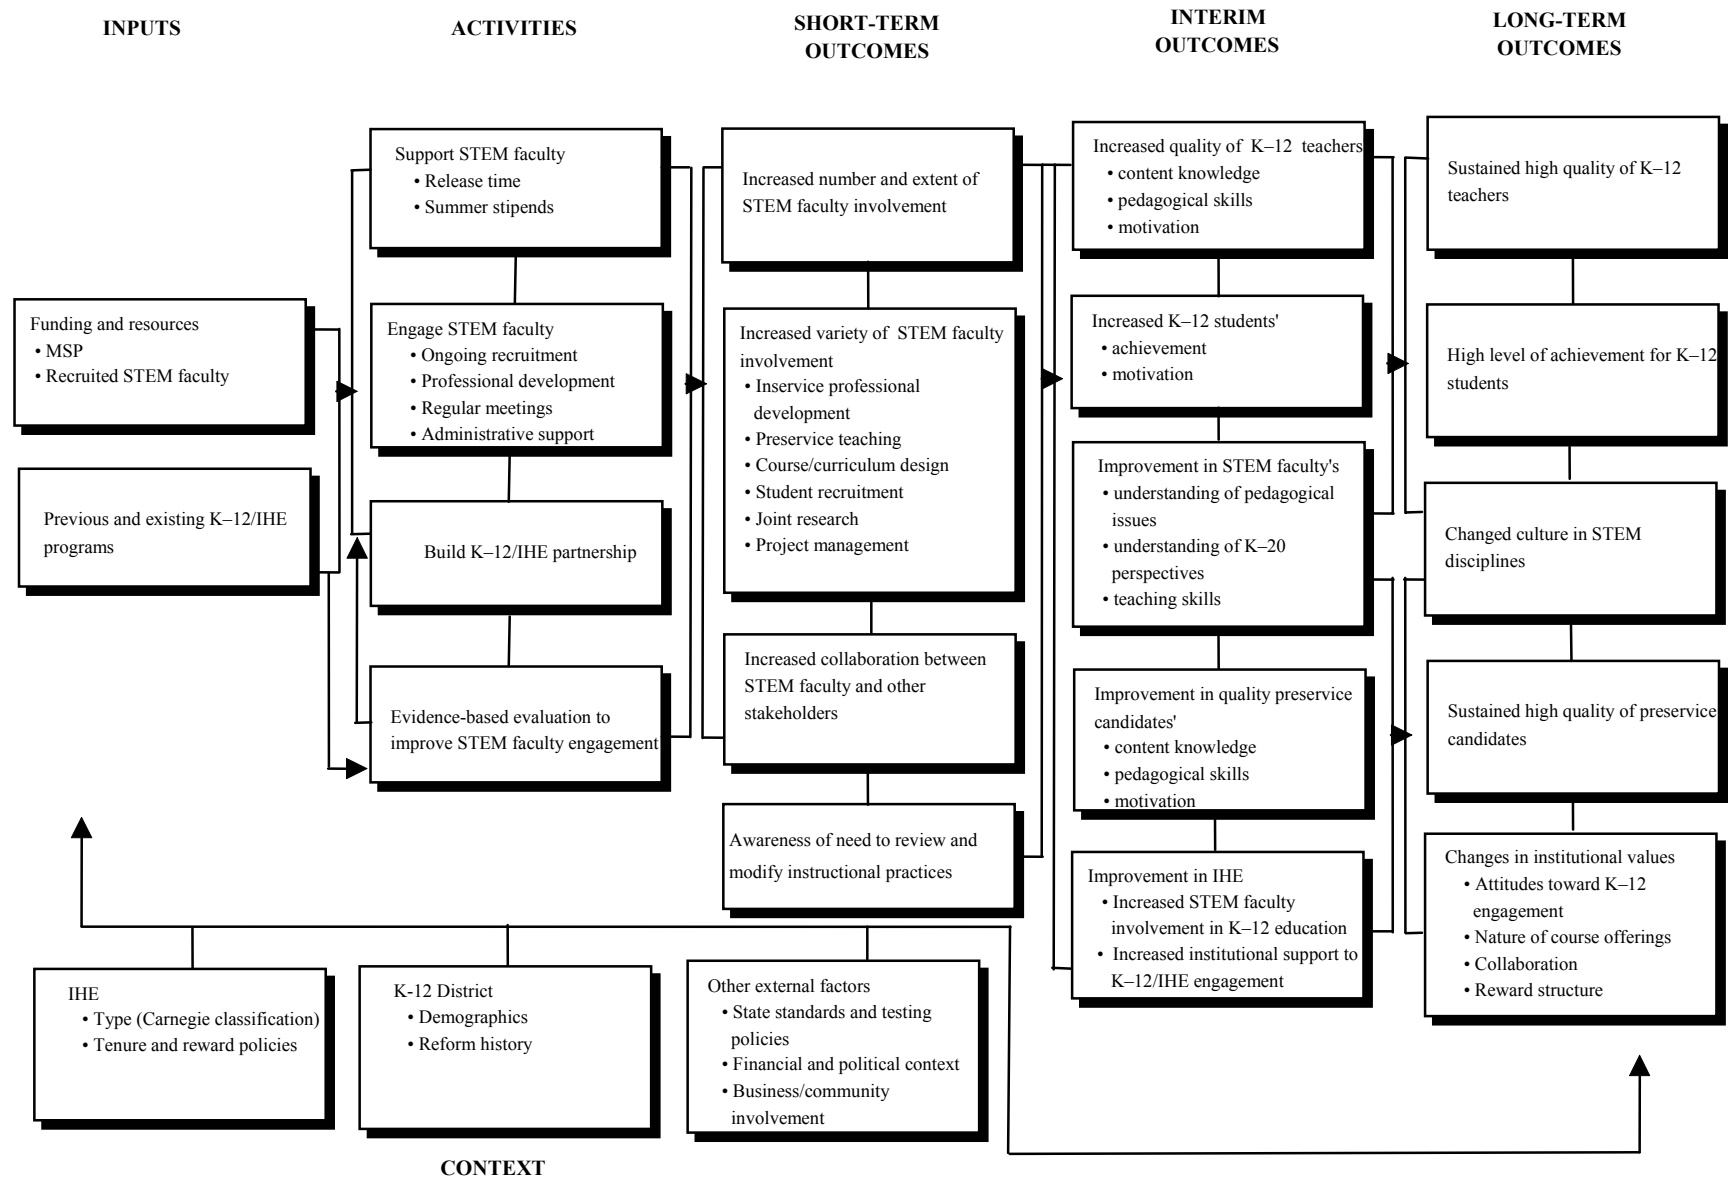 INPUTS
ACTIVITIES
SHORT-TERM
OUTCOMES
INTERIM
OUTCOMES
LONG-TERM
OUTCOMES
Funding and resources
• MSP
• Recruited STEM faculty
Previous and existing K–12/IHE
programs
Support STEM faculty
• Release time
• Summer stipends
Engage STEM faculty
• Ongoing recruitment
• Professional development
• Regular meetings
• Administrative support
Build K–12/IHE partnership
Evidence-based evaluation to
improve STEM faculty engagement
Increased number and extent of
STEM faculty involvement
Increased variety of STEM faculty
involvement
• Inservice professional
development
• Preservice teaching
• Course/curriculum design
• Student recruitment
• Joint research
• Project management
Increased collaboration between
STEM faculty and other
stakeholders
Awareness of need to review and
modify instructional practices
Increased quality of K–12 teachers
• content knowledge
• pedagogical skills
• motivation
Increased K–12 students'
• achievement
• motivation
Improvement in STEM faculty's
• understanding of pedagogical
issues
• understanding of K–20
perspectives
• teaching skills
Improvement in quality preservice
candidates'
• content knowledge
• pedagogical skills
• motivation
Improvement in IHE
• Increased STEM faculty
involvement in K–12 education
• Increased institutional support to
K–12/IHE engagement
Sustained high quality of K–12
teachers
High level of achievement for K–12
students
Changed culture in STEM
disciplines
Sustained high quality of preservice
candidates
Changes in institutional values
• Attitudes toward K–12
engagement
• Nature of course offerings
• Collaboration
• Reward structure
IHE
• Type (Carnegie classification)
• Tenure and reward policies
K-12 District
• Demographics
• Reform history
Other external factors
• State standards and testing
policies
• Financial and political context
• Business/community
involvement
CONTEXT